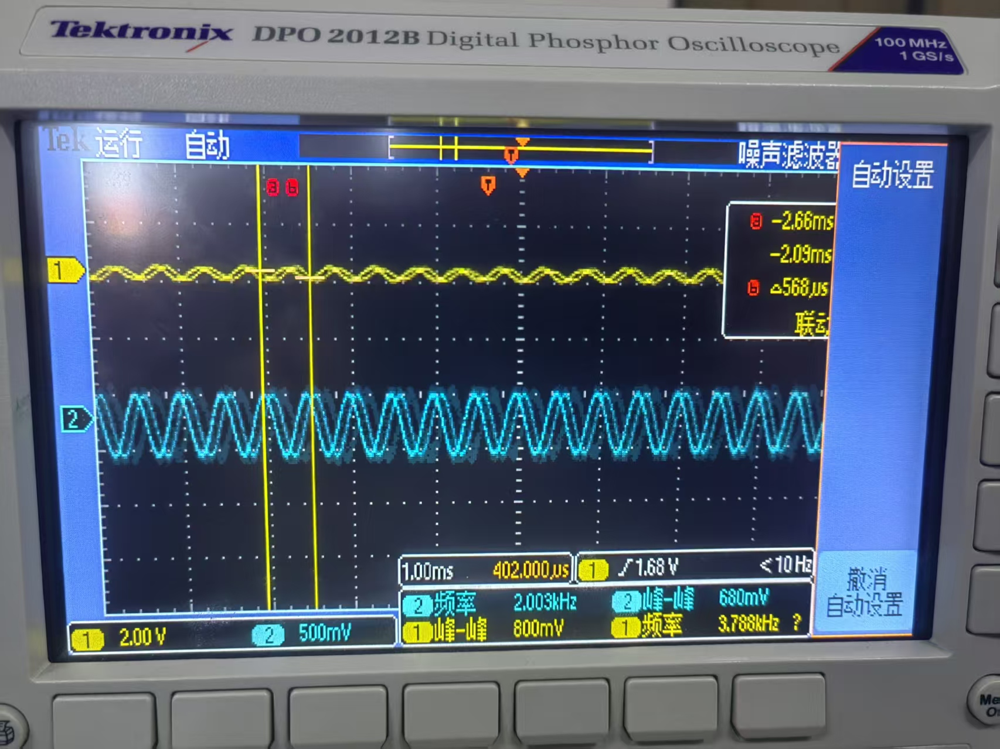 Tektronix DPO 2012B Digital Phosphor Oscilloscope
100 MHz
1 GS/s
Tek 运行 自动
噪声滤波器
自动设置
T
T
a b
a -2.66ms
-2.09ms
b △568µs
联动
1
2
1.00ms 402.000µs
1 1.68 V <10 Hz
2 频率 2.003kHz 2 峰-峰 680mV
1 峰-峰 800mV 1 频率 3.788kHz ?
1 2.00 V 2 500mV
撤消
自动设置